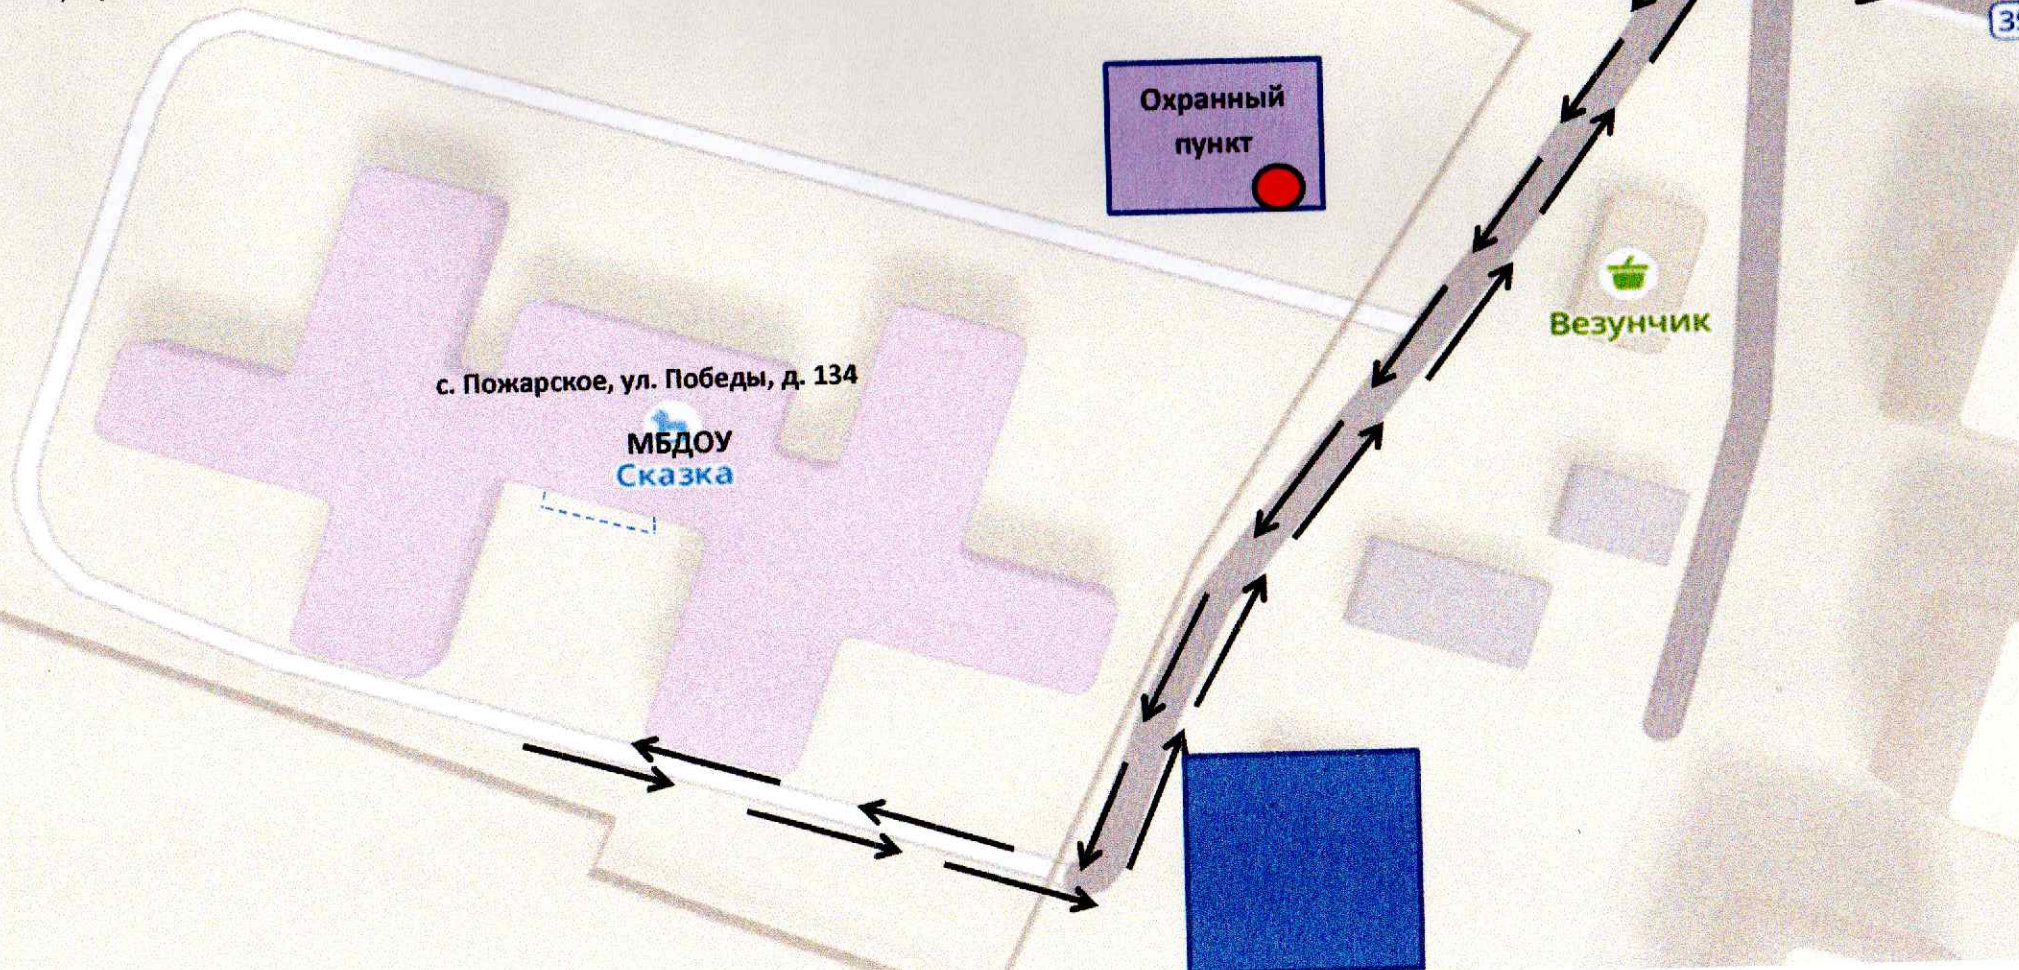 Охранный
пункт
Везунчик
с. Пожарское, ул. Победы, д. 134
МБДОУ
Сказка